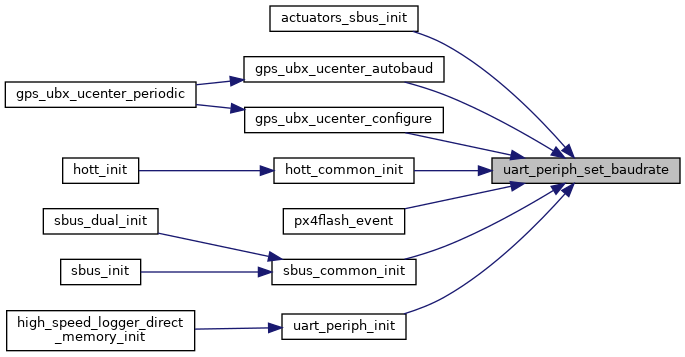 actuators_sbus_init
gps_ubx_ucenter_autobaud
gps_ubx_ucenter_periodic
gps_ubx_ucenter_configure
hott_init
hott_common_init
uart_periph_set_baudrate
px4flash_event
sbus_dual_init
sbus_init
sbus_common_init
high_speed_logger_direct
_memory_init
uart_periph_init